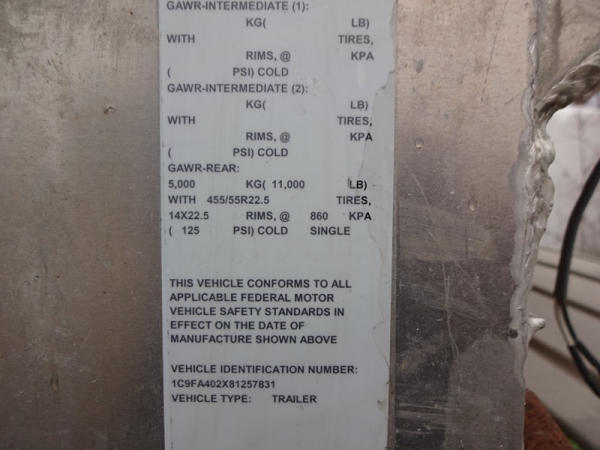 GAWR-INTERMEDIATE (1):
KG( LB)
WITH TIRES,
RIMS, @ KPA
( PSI) COLD
GAWR-INTERMEDIATE (2):
KG( LB)
WITH TIRES,
RIMS, @ KPA
( PSI) COLD
GAWR-REAR:
5,000 KG( 11,000 LB)
WITH 455/55R22.5 TIRES,
14X22.5 RIMS, @ 860 KPA
( 125 PSI) COLD SINGLE
THIS VEHICLE CONFORMS TO ALL
APPLICABLE FEDERAL MOTOR
VEHICLE SAFETY STANDARDS IN
EFFECT ON THE DATE OF
MANUFACTURE SHOWN ABOVE
VEHICLE IDENTIFICATION NUMBER:
1C9FA402X81257831
VEHICLE TYPE: TRAILER